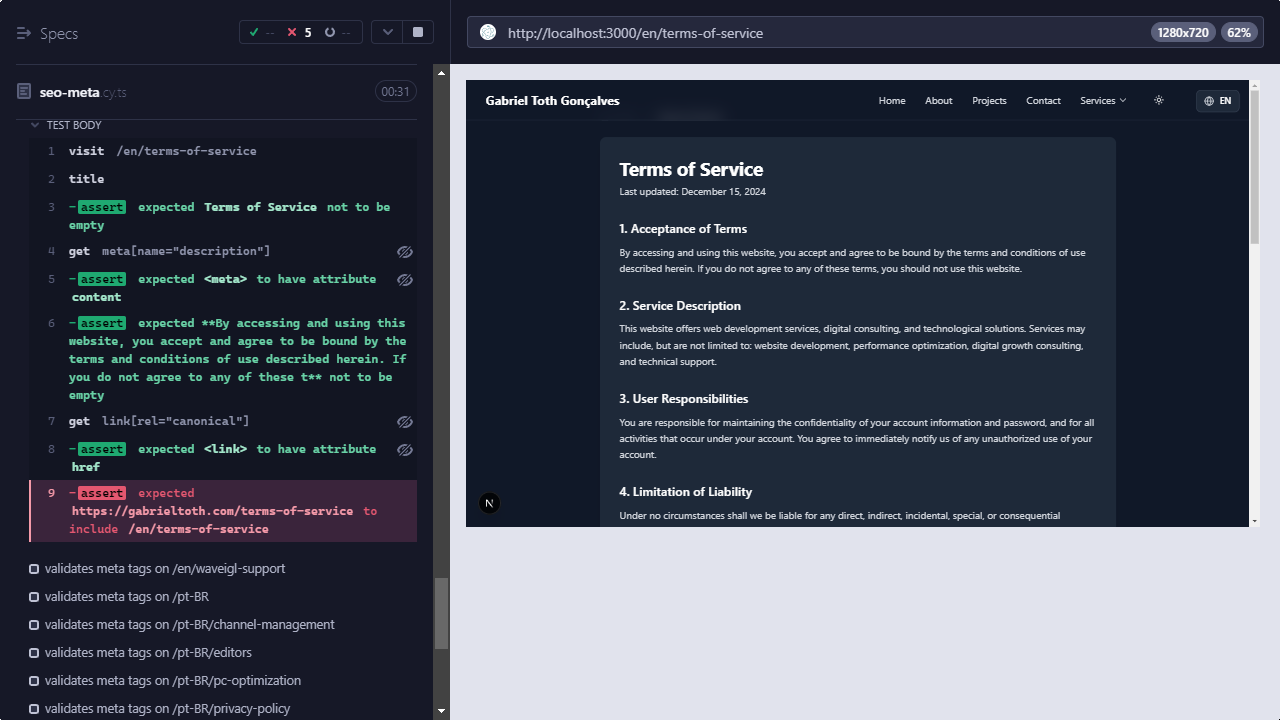 Specs
-- 5 --
seo-meta.cy.ts
00:31
TEST BODY
1 visit /en/terms-of-service
2 title
3 -assert expected Terms of Service not to be
empty
4 get meta[name="description"]
5 -assert expected <meta> to have attribute
content
6 -assert expected **By accessing and using this
website, you accept and agree to be bound by the
terms and conditions of use described herein. If
you do not agree to any of these t** not to be
empty
7 get link[rel="canonical"]
8 -assert expected <link> to have attribute
href
9 -assert expected
https://gabrieltoth.com/terms-of-service to
include /en/terms-of-service
validates meta tags on /en/waveigl-support
validates meta tags on /pt-BR
validates meta tags on /pt-BR/channel-management
validates meta tags on /pt-BR/editors
validates meta tags on /pt-BR/pc-optimization
validates meta tags on /pt-BR/privacy-policy
http://localhost:3000/en/terms-of-service
1280x720 62%
Gabriel Toth Gonçalves
Home About Projects Contact Services EN
Terms of Service
Last updated: December 15, 2024
1. Acceptance of Terms
By accessing and using this website, you accept and agree to be bound by the terms and conditions of use
described herein. If you do not agree to any of these terms, you should not use this website.
2. Service Description
This website offers web development services, digital consulting, and technological solutions. Services may
include, but are not limited to: website development, performance optimization, digital growth consulting,
and technical support.
3. User Responsibilities
You are responsible for maintaining the confidentiality of your account information and password, and for all
activities that occur under your account. You agree to immediately notify us of any unauthorized use of your
account.
4. Limitation of Liability
Under no circumstances shall we be liable for any direct, indirect, incidental, special, or consequential
N